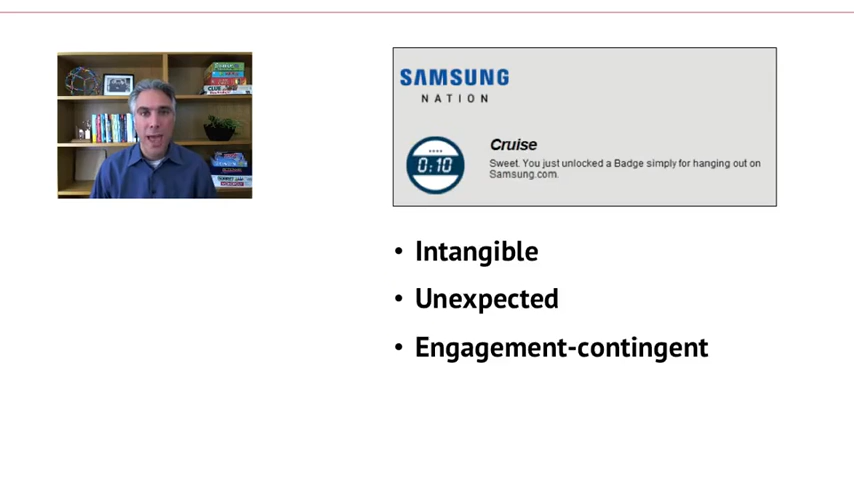 SAMSUNG
NATION
Cruise
0:10
Sweet. You just unlocked a Badge simply for hanging out on
Samsung.com.
• Intangible
• Unexpected
• Engagement-contingent